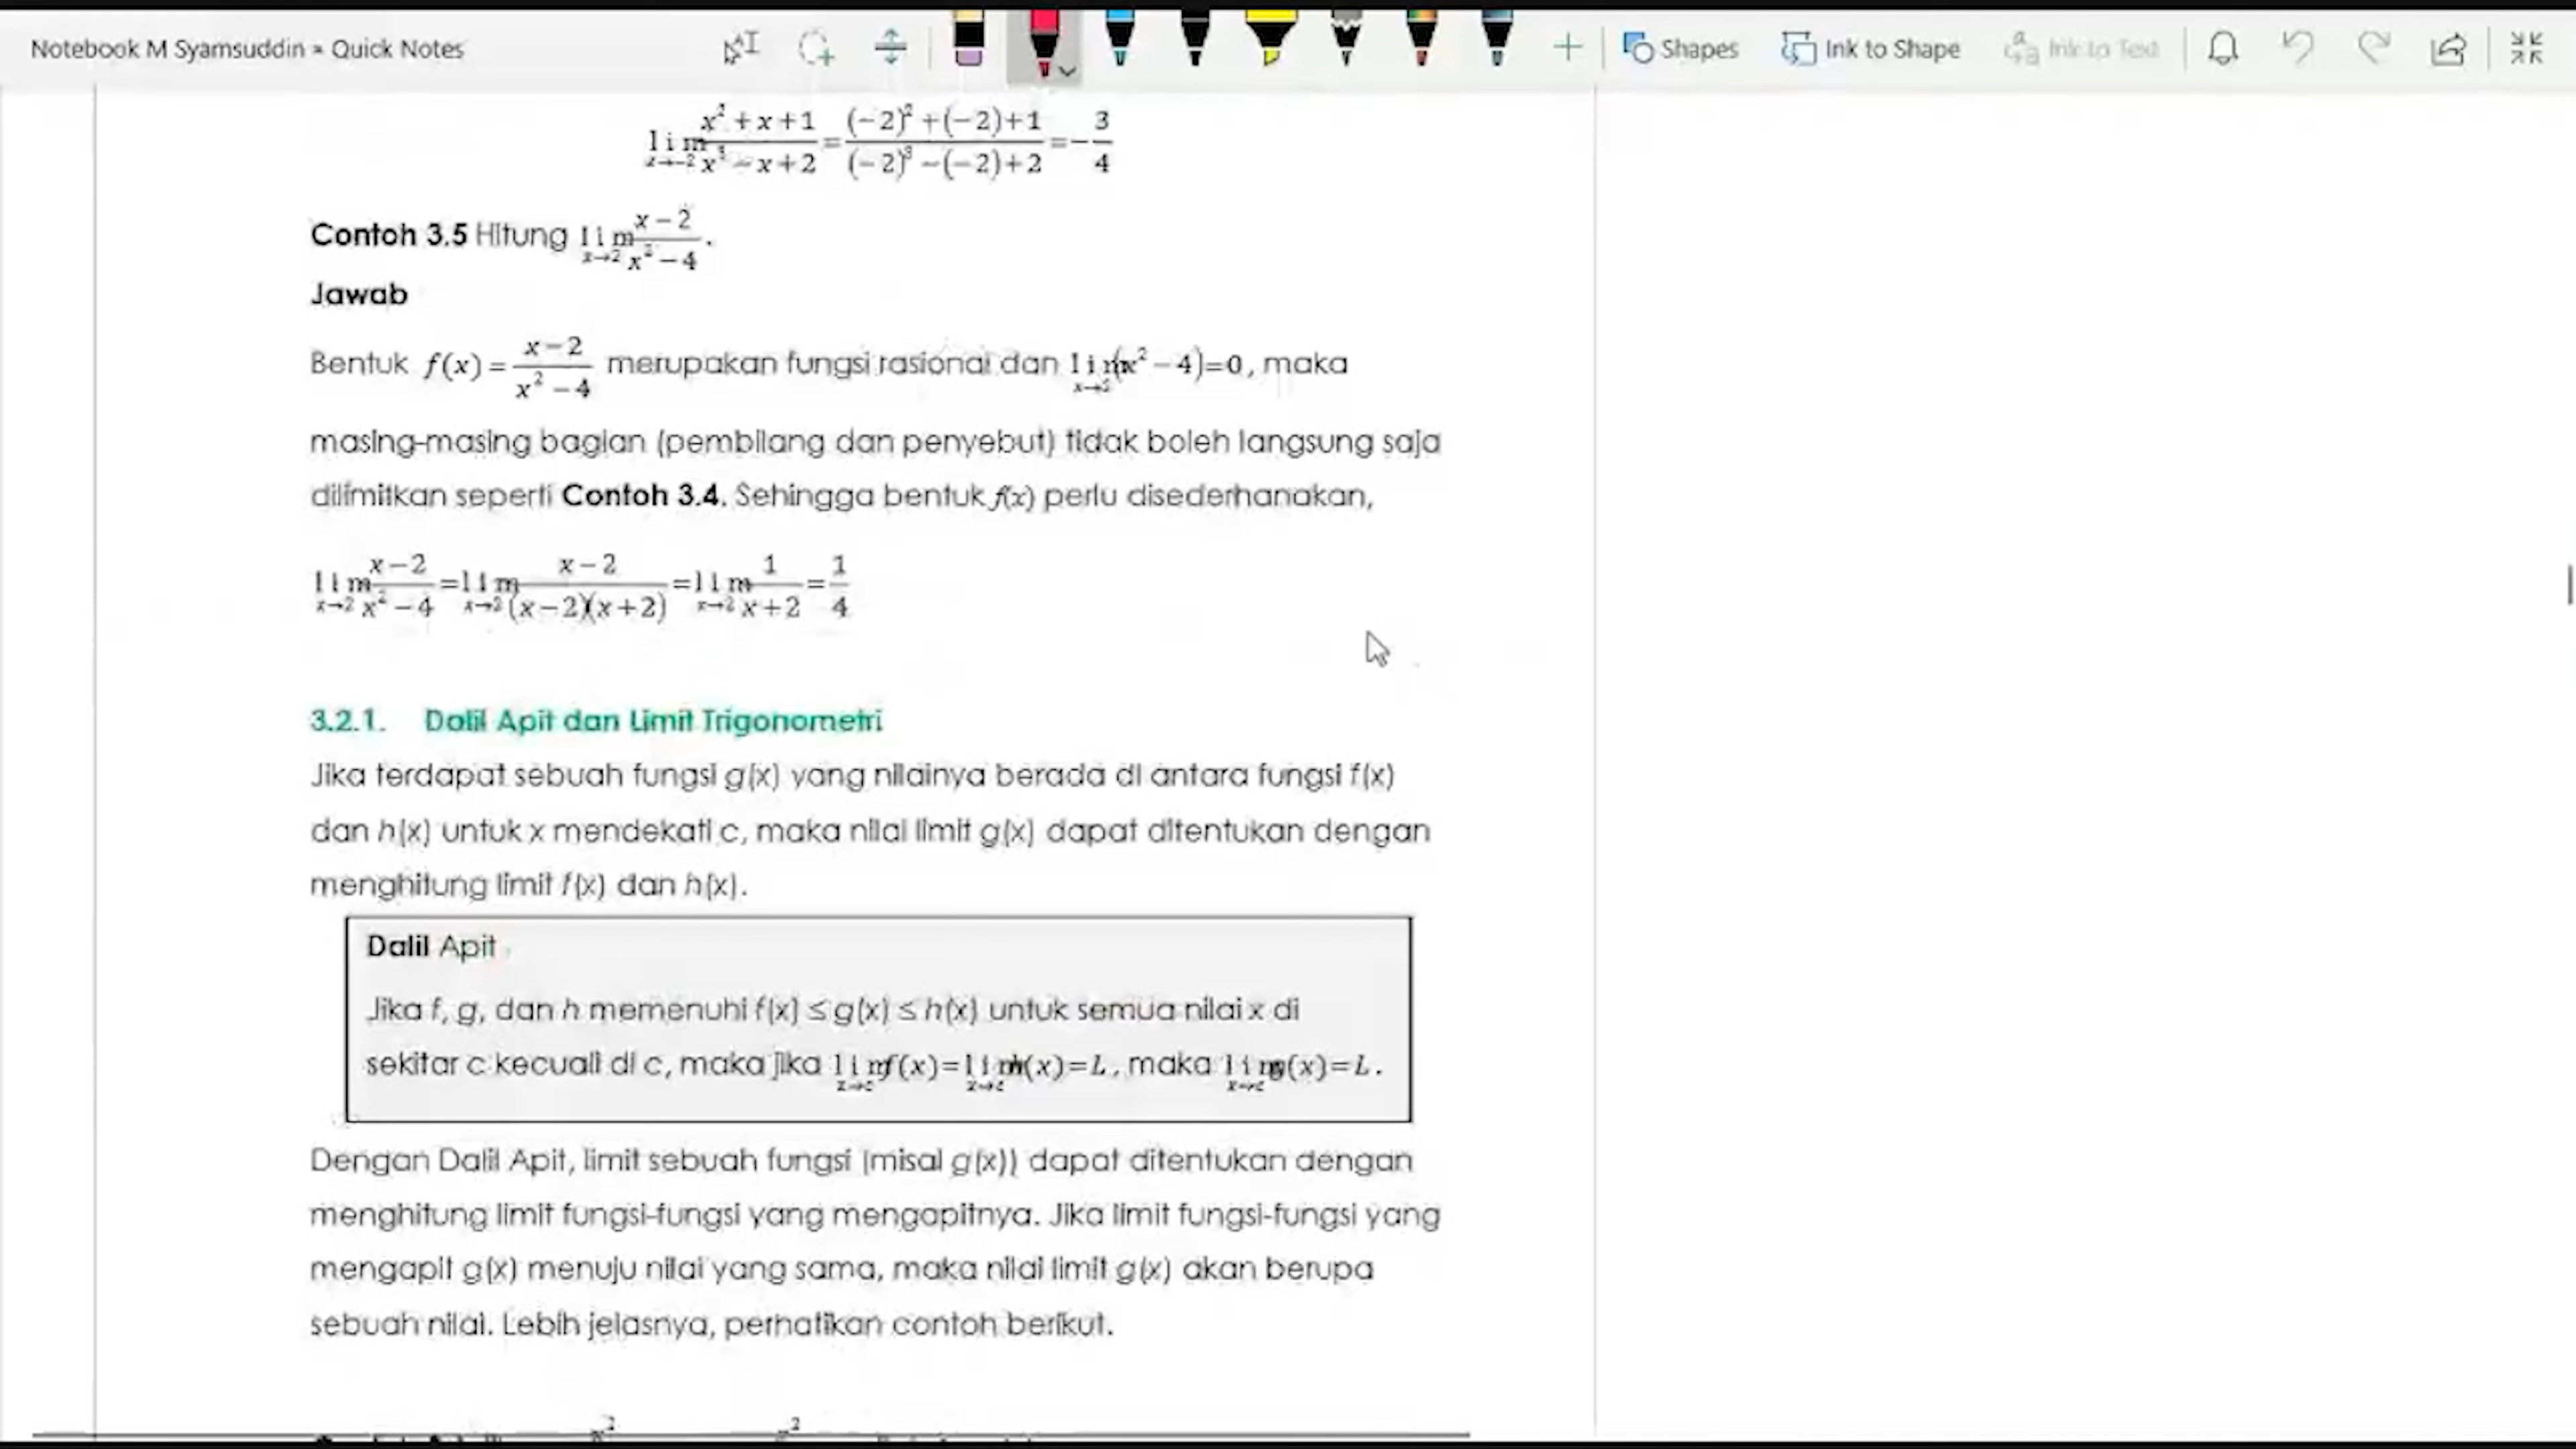 Notebook M Syamsuddin » Quick Notes
Shapes
Ink to Shape
Ink to Text
lim x→-2 (x² + x + 1)/(x³ − x + 2) = ((−2)² + (−2) + 1)/((−2)³ − (−2) + 2) = − 3/4
Contoh 3.5 Hitung lim x→2 (x − 2)/(x² − 4).
Jawab
Bentuk f(x) = (x − 2)/(x² − 4) merupakan fungsi rasional dan lim x→2 (x² − 4) = 0, maka
masing-masing bagian (pembilang dan penyebut) tidak boleh langsung saja
dilimitkan seperti Contoh 3.4. Sehingga bentuk f(x) perlu disederhanakan,
lim x→2 (x − 2)/(x² − 4) = lim x→2 (x − 2)/((x − 2)(x + 2)) = lim x→2 1/(x + 2) = 1/4
3.2.1. Dalil Apit dan Limit Trigonometri
Jika terdapat sebuah fungsi g(x) yang nilainya berada di antara fungsi f(x)
dan h(x) untuk x mendekati c, maka nilai limit g(x) dapat ditentukan dengan
menghitung limit f(x) dan h(x).
Dalil Apit
Jika f, g, dan h memenuhi f(x) ≤ g(x) ≤ h(x) untuk semua nilai x di
sekitar c kecuali di c, maka jika lim x→c f(x) = lim x→c h(x) = L, maka lim x→c g(x) = L.
Dengan Dalil Apit, limit sebuah fungsi (misal g(x)) dapat ditentukan dengan
menghitung limit fungsi-fungsi yang mengapitnya. Jika limit fungsi-fungsi yang
mengapit g(x) menuju nilai yang sama, maka nilai limit g(x) akan berupa
sebuah nilai. Lebih jelasnya, perhatikan contoh berikut.